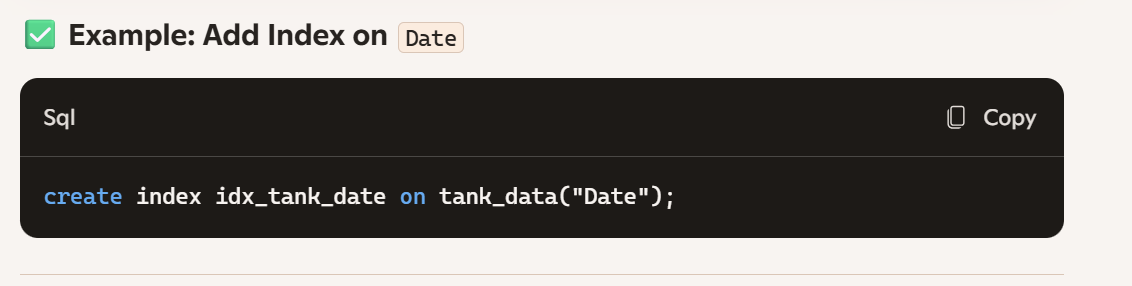 ✅ Example: Add Index on Date
Sql
Copy
create index idx_tank_date on tank_data("Date");